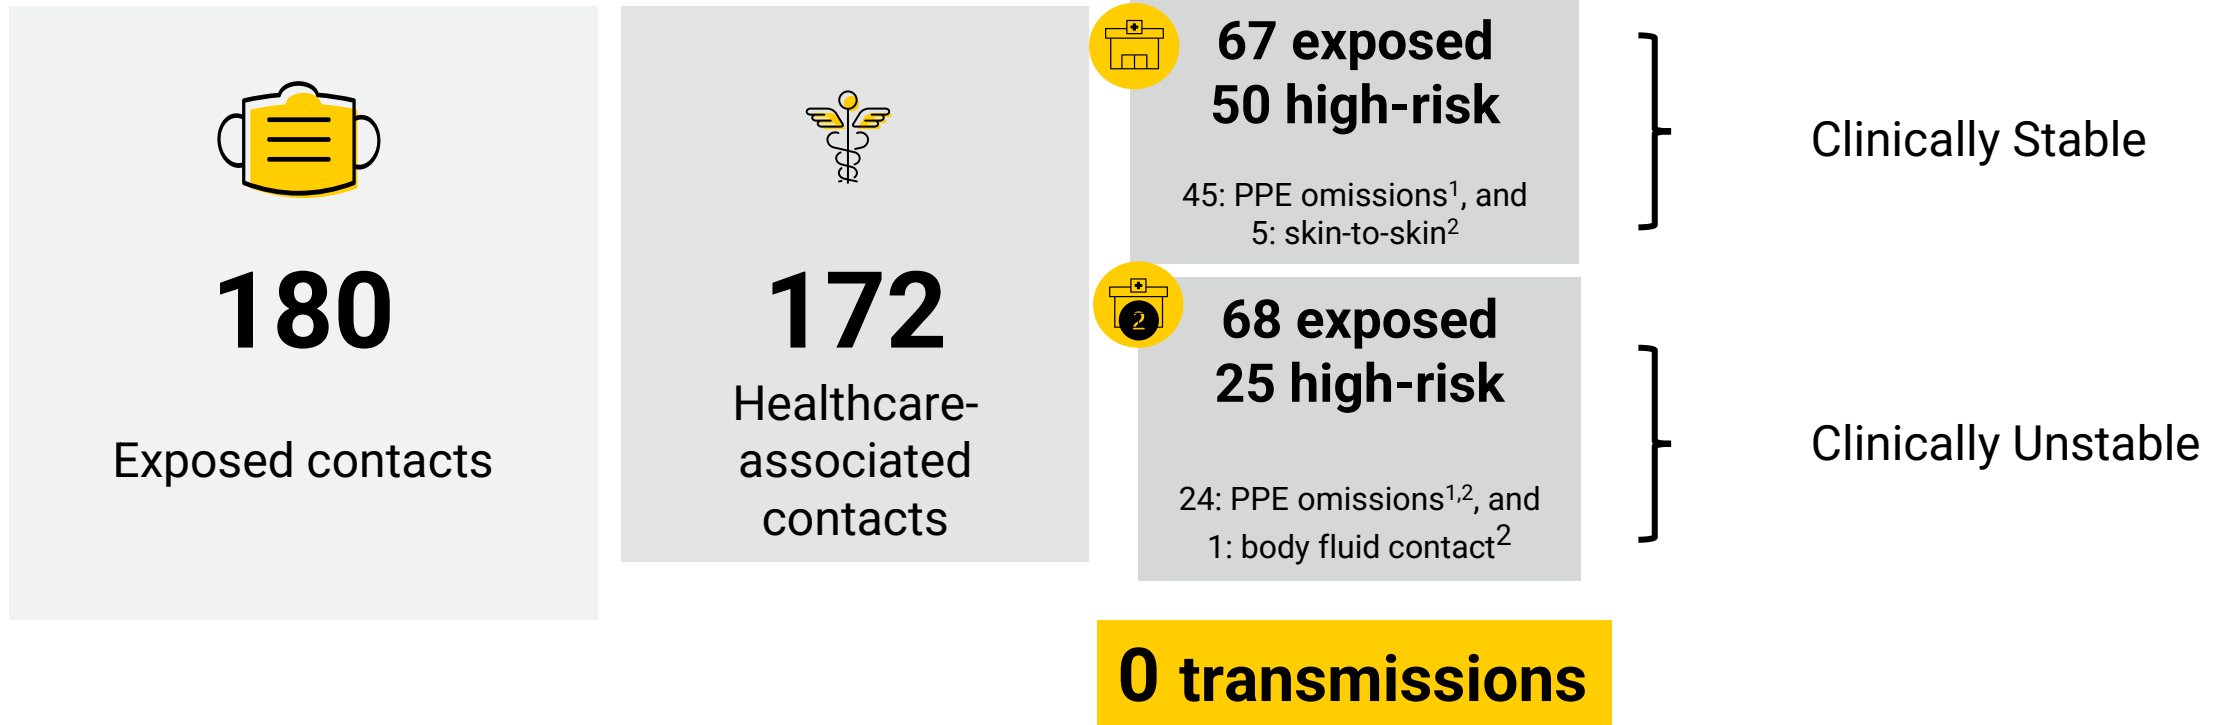 180
Exposed contacts
172
Healthcare-
associated
contacts
67 exposed
50 high-risk
45: PPE omissions¹, and
5: skin-to-skin²
Clinically Stable
2
68 exposed
25 high-risk
24: PPE omissions¹,², and
1: body fluid contact²
Clinically Unstable
0 transmissions